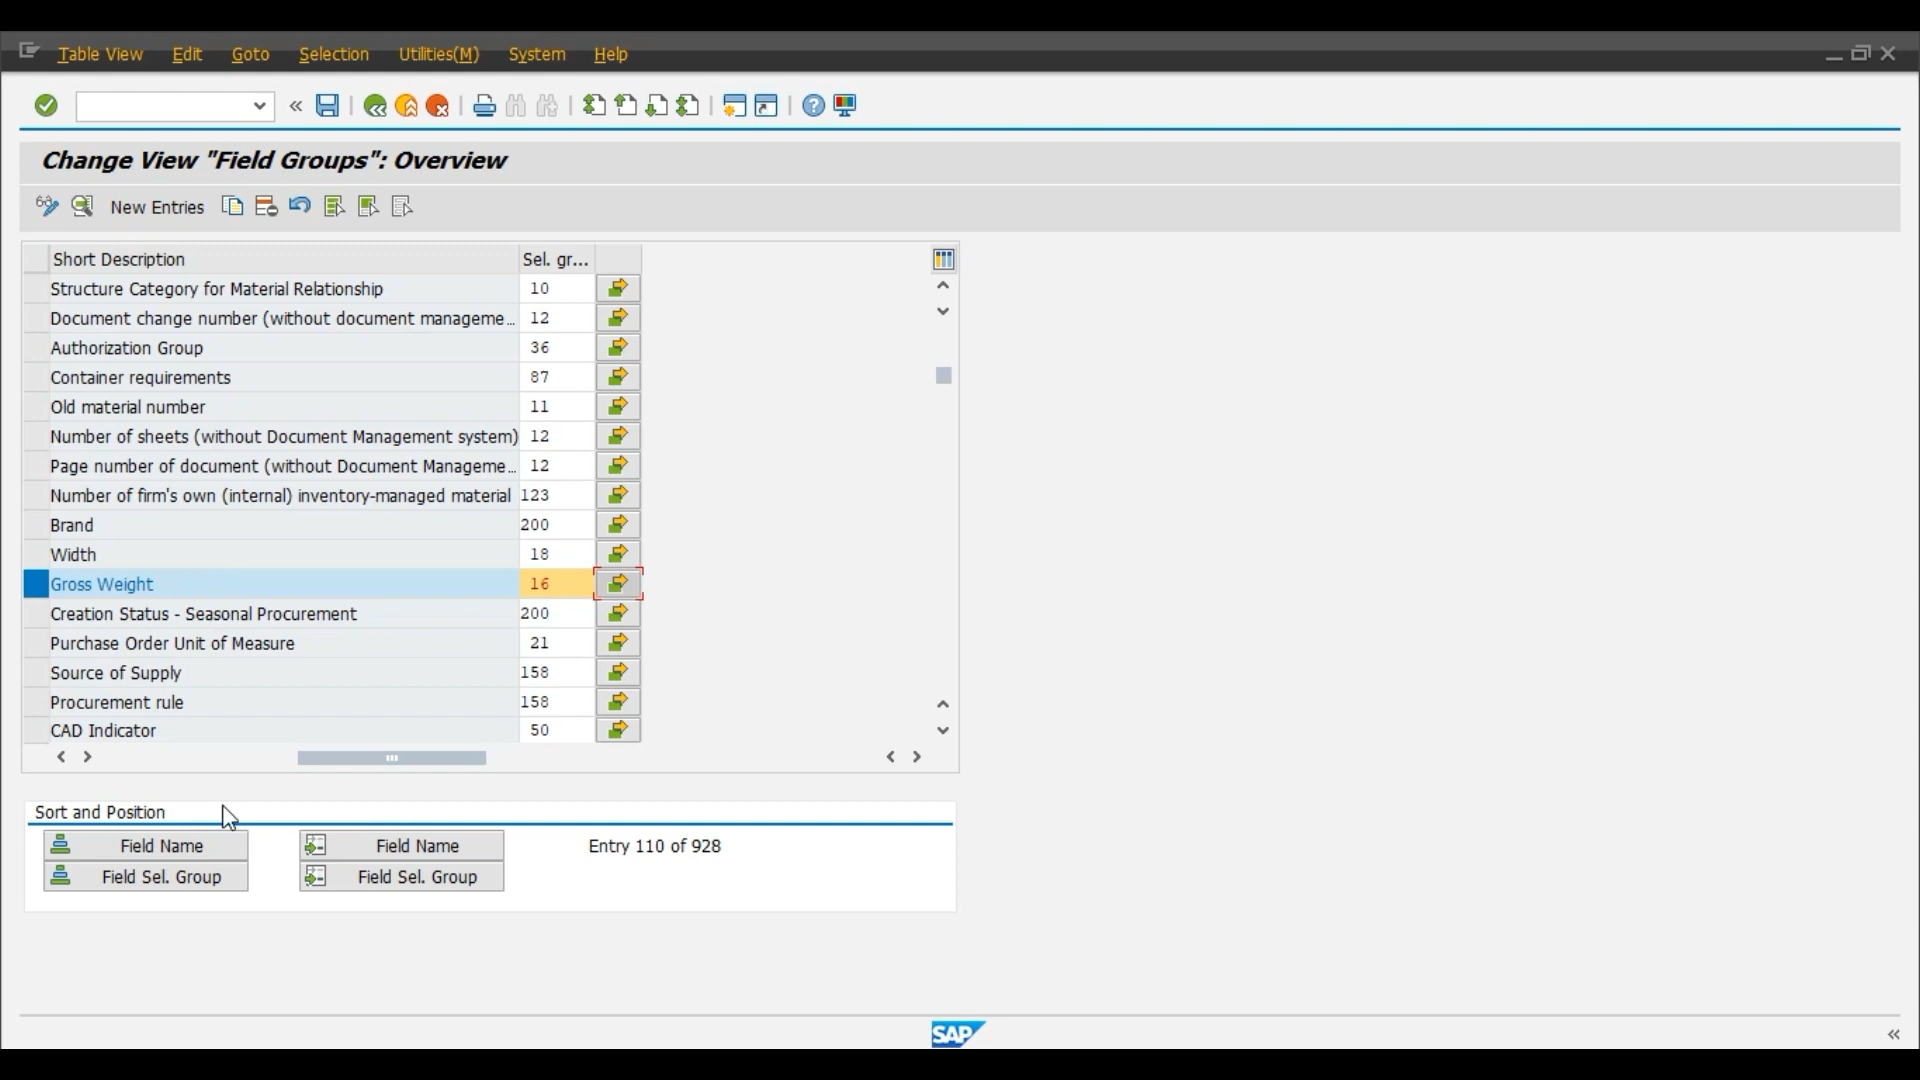 Table View Edit Goto Selection Utilities(M) System Help
Change View "Field Groups": Overview
New Entries
Short Description Sel. gr...
Structure Category for Material Relationship 10
Document change number (without document manageme... 12
Authorization Group 36
Container requirements 87
Old material number 11
Number of sheets (without Document Management system) 12
Page number of document (without Document Manageme... 12
Number of firm's own (internal) inventory-managed material 123
Brand 200
Width 18
Gross Weight 16
Creation Status - Seasonal Procurement 200
Purchase Order Unit of Measure 21
Source of Supply 158
Procurement rule 158
CAD Indicator 50
Sort and Position
Field Name Field Name Entry 110 of 928
Field Sel. Group Field Sel. Group
SAP